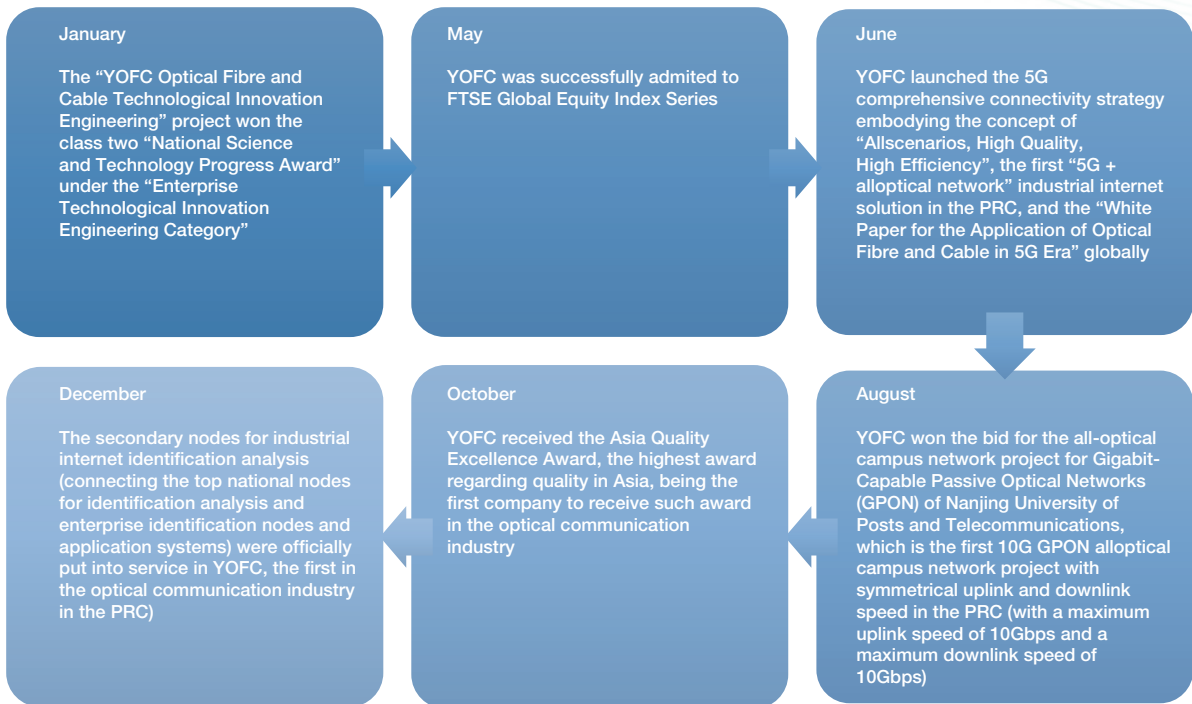 January
The “YOFC Optical Fibre and
Cable Technological Innovation
Engineering” project won the
class two “National Science
and Technology Progress Award”
under the “Enterprise
Technological Innovation
Engineering Category”
May
YOFC was successfully admited to
FTSE Global Equity Index Series
June
YOFC launched the 5G
comprehensive connectivity strategy
embodying the concept of
“Allscenarios, High Quality,
High Efficiency”, the first “5G +
alloptical network” industrial internet
solution in the PRC, and the “White
Paper for the Application of Optical
Fibre and Cable in 5G Era” globally
August
YOFC won the bid for the all-optical
campus network project for Gigabit-
Capable Passive Optical Networks
(GPON) of Nanjing University of
Posts and Telecommunications,
which is the first 10G GPON alloptical
campus network project with
symmetrical uplink and downlink
speed in the PRC (with a maximum
uplink speed of 10Gbps and a
maximum downlink speed of
10Gbps)
October
YOFC received the Asia Quality
Excellence Award, the highest award
regarding quality in Asia, being the
first company to receive such award
in the optical communication
industry
December
The secondary nodes for industrial
internet identification analysis
(connecting the top national nodes
for identification analysis and
enterprise identification nodes and
application systems) were officially
put into service in YOFC, the first in
the optical communication industry
in the PRC)